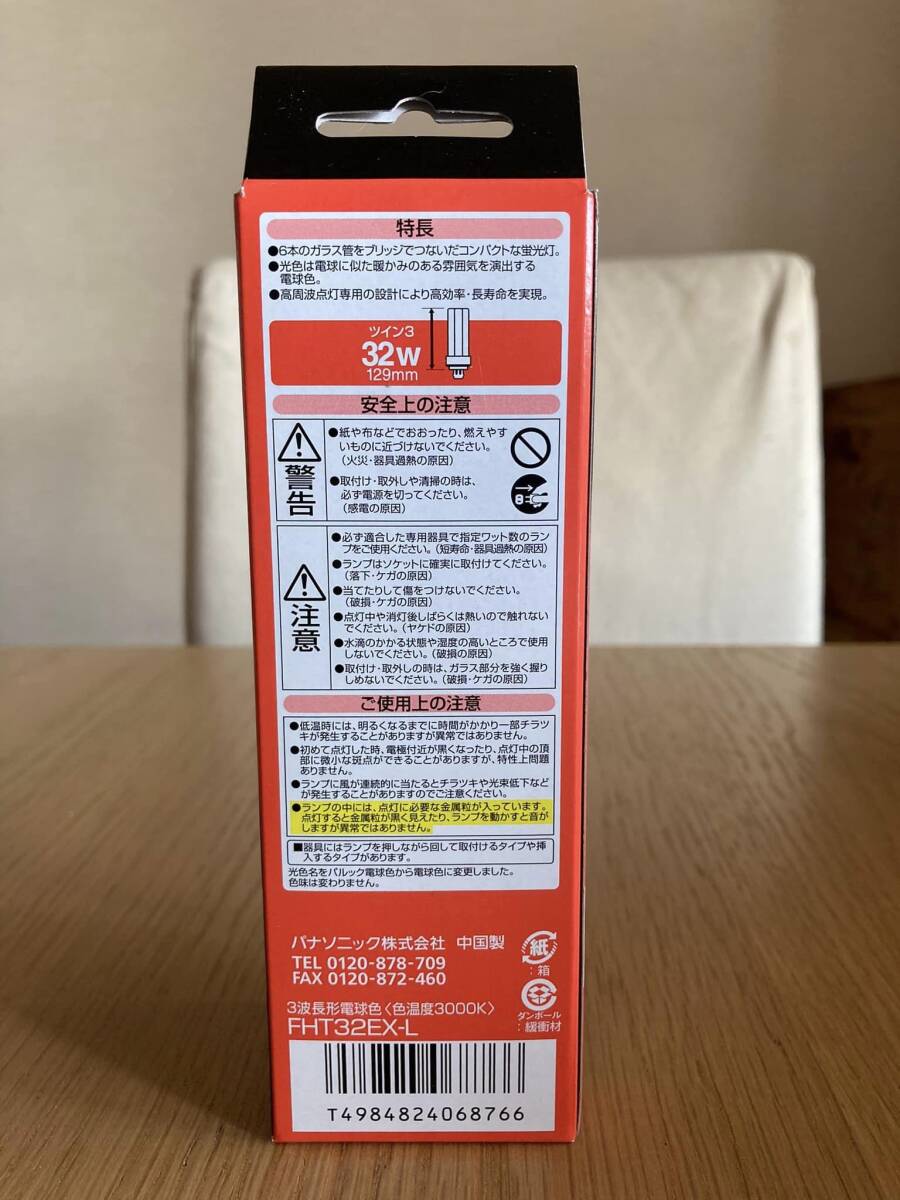 特長
●6本のガラス管をブリッジでつないだコンパクトな蛍光灯。
●光色は電球に似た暖かみのある雰囲気を演出する
電球色。
●高周波点灯専用の設計により高効率・長寿命を実現。
ツイン3
32W
129mm
安全上の注意
警告
●紙や布などでおおったり、燃えやす
いものに近づけないでください。
(火災・器具過熱の原因)
●取付け・取外しや清掃の時は、
必ず電源を切ってください。
(感電の原因)
注意
●必ず適合した専用器具で指定ワット数のラン
プをご使用ください。(短寿命・器具過熱の原因)
●ランプはソケットに確実に取付けてください。
(落下・ケガの原因)
●当てたりして傷をつけないでください。
(破損・ケガの原因)
●点灯中や消灯後しばらくは熱いので触れない
でください。(ヤケドの原因)
●水滴のかかる状態や湿度の高いところで使用
しないでください。(破損の原因)
●取付け・取外しの時は、ガラス部分を強く握り
しめないでください。(破損・ケガの原因)
ご使用上の注意
●低温時には、明るくなるまでに時間がかかり一部チラツ
キが発生することがありますが異常ではありません。
●初めて点灯した時、電極付近が黒くなったり、点灯中の頂
部に微小な斑点ができることがありますが、特性上問題
ありません。
●ランプに風が連続的に当たるとチラツキや光束低下など
が発生することがありますのでご注意ください。
●ランプの中には、点灯に必要な金属粒が入っています。
点灯すると金属粒が黒く見えたり、ランプを動かすと音が
しますが異常ではありません。
■器具にはランプを押しながら回して取付けるタイプや挿
入するタイプがあります。
光色名をパルック電球色から電球色に変更しました。
色味は変わりません。
パナソニック株式会社 中国製
TEL 0120-878-709
FAX 0120-872-460
紙
:箱
ダンボール
:緩衝材
3波長形電球色〈色温度3000K〉
FHT32EX-L
T4984824068766